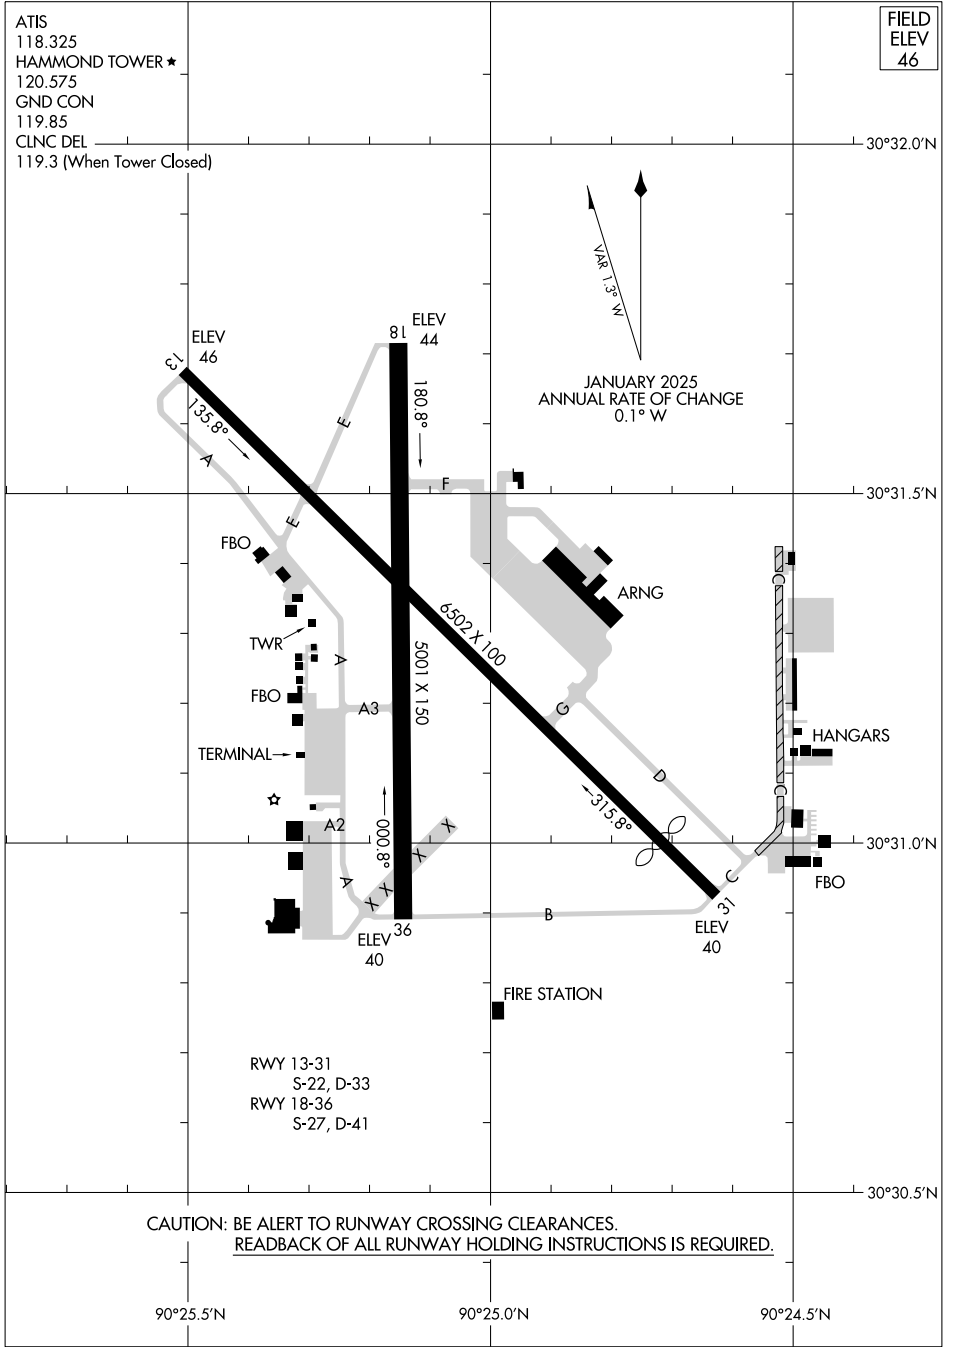 ATIS
118.325
HAMMOND TOWER ★
120.575
GND CON
119.85
CLNC DEL
119.3 (When Tower Closed)
FIELD
ELEV
46
30°32.0'N
VAR 1.3° W
JANUARY 2025
ANNUAL RATE OF CHANGE
0.1° W
13
ELEV
46
18
ELEV
44
135.8°
180.8°
E
A
F
30°31.5'N
E
FBO
ARNG
C
TWR
A
6502 X 100
5001 X 150
FBO
A3
G
HANGARS
TERMINAL
D
C
315.8°
000.8°
A2
X
X
X
X
30°31.0'N
A
C
FBO
B
31
ELEV
40
36
ELEV
40
FIRE STATION
RWY 13-31
S-22, D-33
RWY 18-36
S-27, D-41
30°30.5'N
CAUTION: BE ALERT TO RUNWAY CROSSING CLEARANCES.
READBACK OF ALL RUNWAY HOLDING INSTRUCTIONS IS REQUIRED.
90°25.5'N
90°25.0'N
90°24.5'N